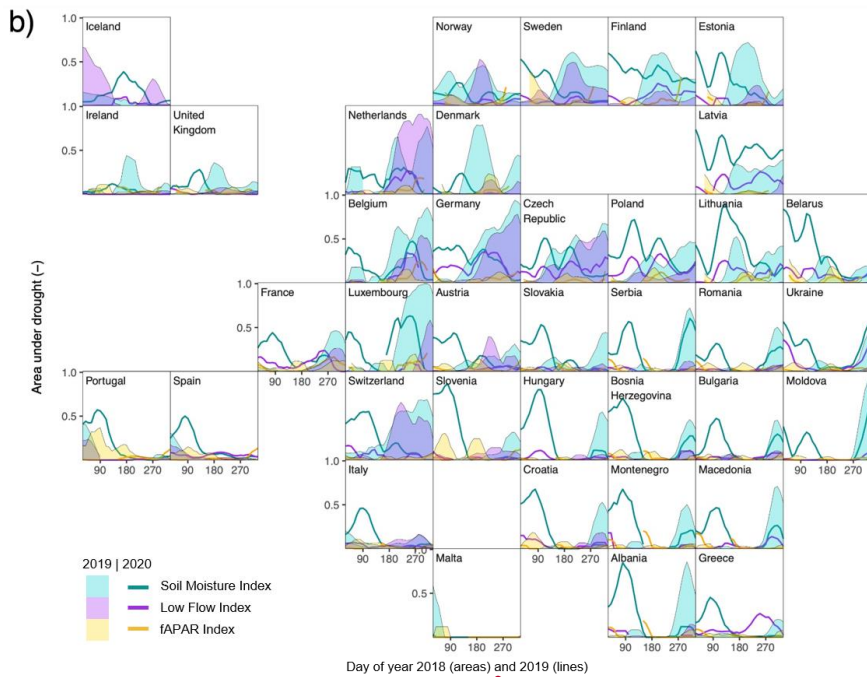 b)
Area under drought (–)
Iceland
Norway
Sweden
Finland
Estonia
1.0
0.5
1.0
Ireland
United
Kingdom
Netherlands
Denmark
Latvia
0.5
1.0
Belgium
Germany
Czech
Republic
Poland
Lithuania
Belarus
0.5
1.0
France
Luxembourg
Austria
Slovakia
Serbia
Romania
Ukraine
0.5
90 180 270
1.0
Portugal
Spain
Switzerland
Slovenia
Hungary
Bosnia
Herzegovina
Bulgaria
Moldova
0.5
90 180 270 90 180 270
90 180 270
1.0
Italy
Croatia
Montenegro
Macedonia
0.5
90 180 270
90 180 270
Malta
Albania
Greece
0.5
90 180 270
90 180 270 90 180 270
2019 | 2020
Soil Moisture Index
Low Flow Index
fAPAR Index
Day of year 2018 (areas) and 2019 (lines)